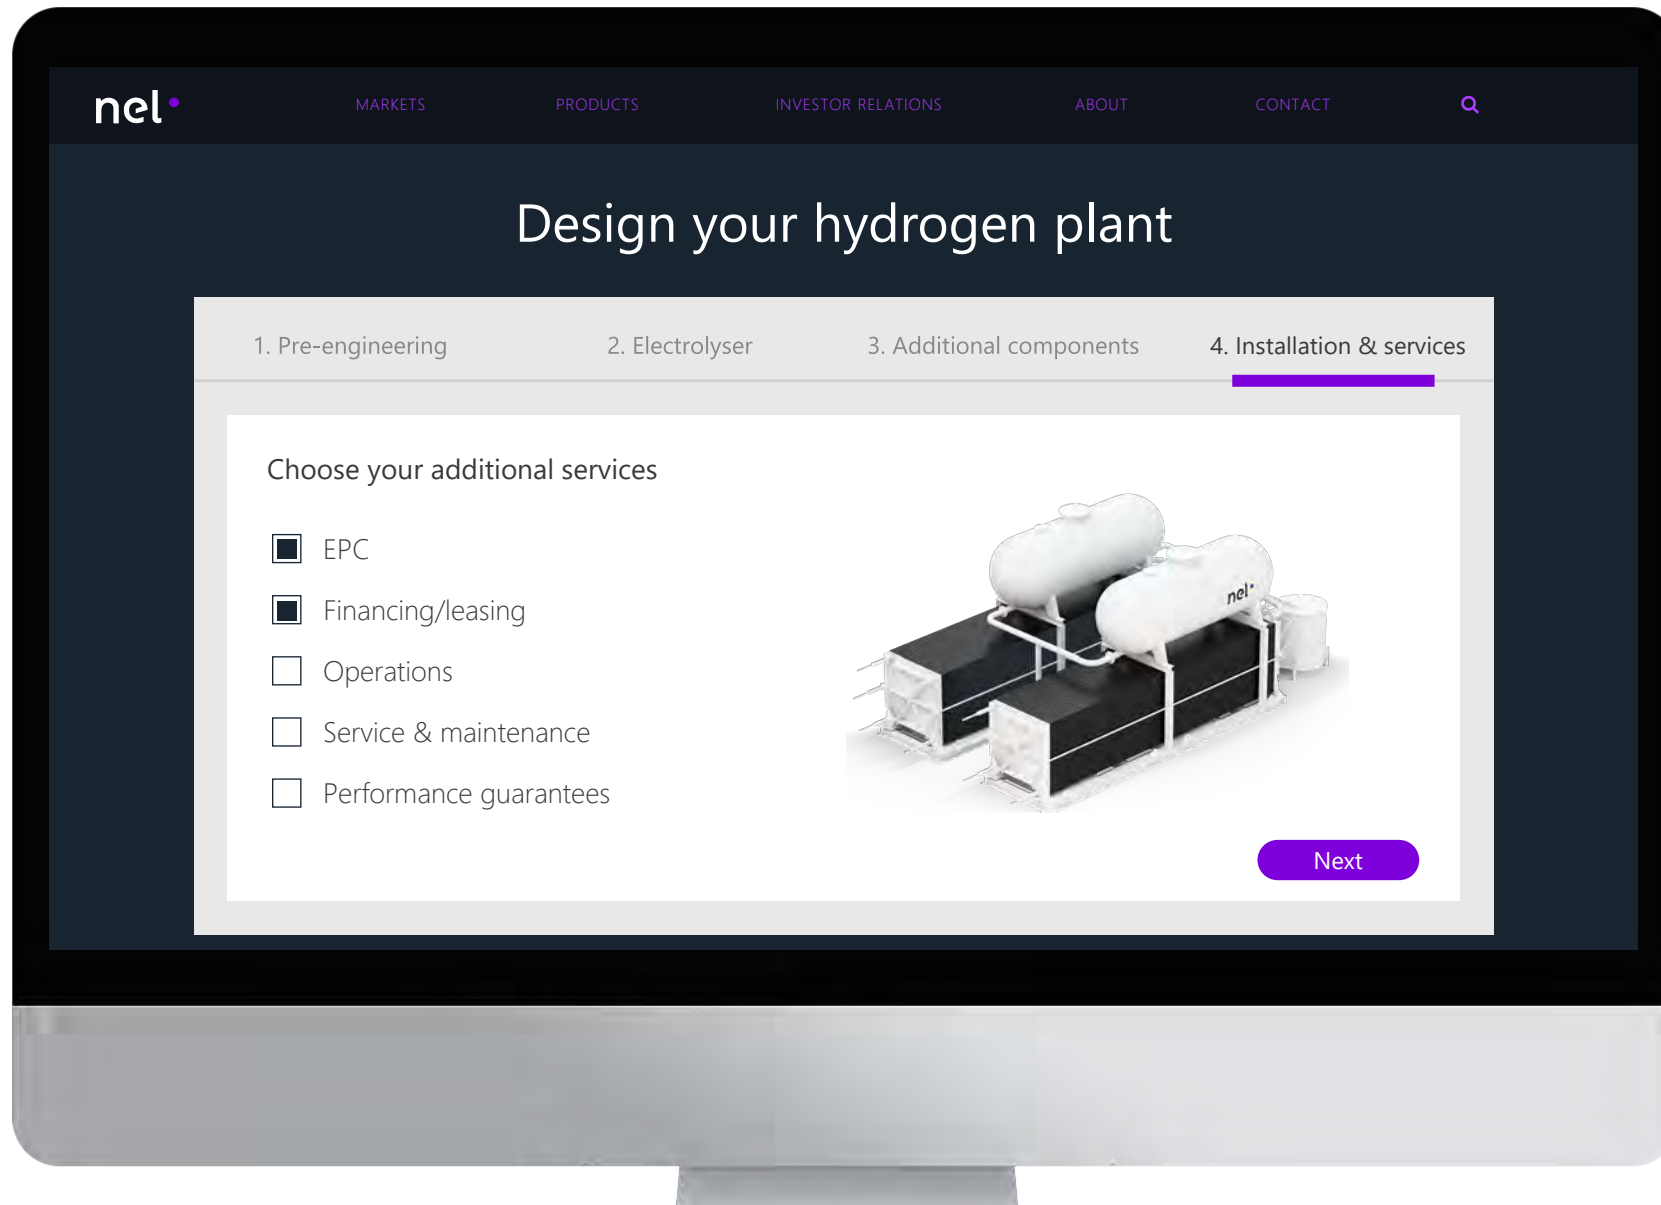 nel
MARKETS PRODUCTS INVESTOR RELATIONS ABOUT CONTACT
Design your hydrogen plant
1. Pre-engineering 2. Electrolyser 3. Additional components 4. Installation & services
Choose your additional services
EPC
Financing/leasing
Operations
Service & maintenance
Performance guarantees
nel
Next